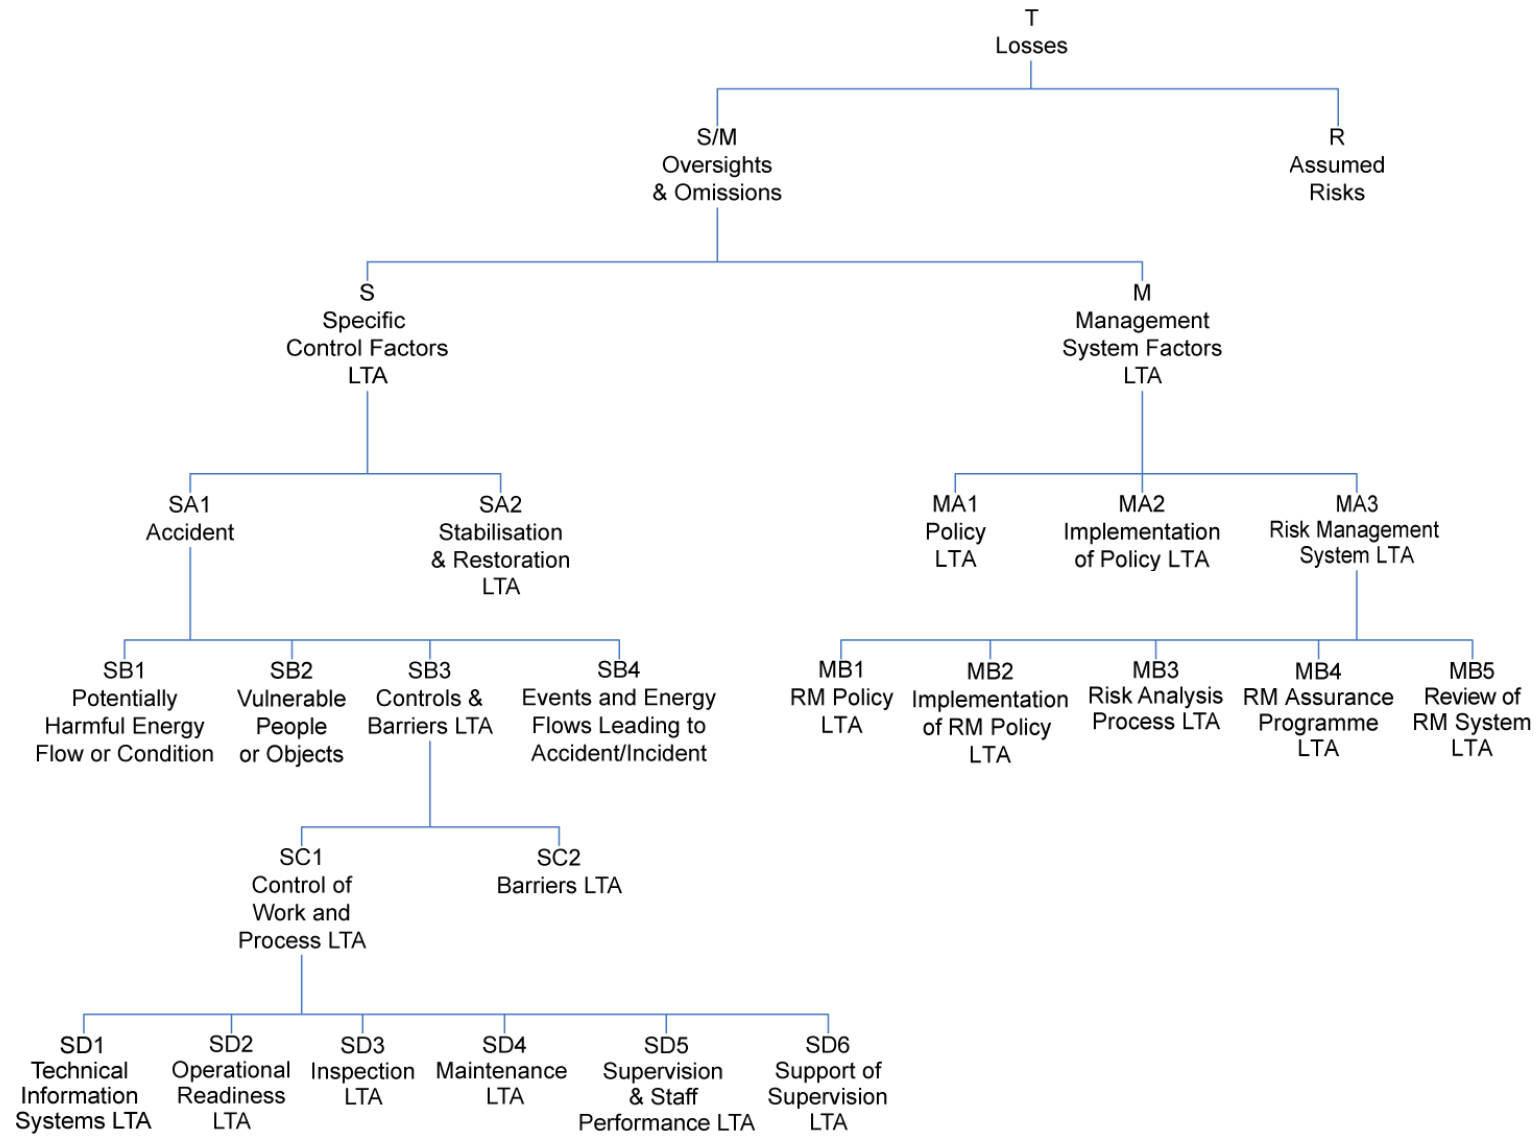 T
Losses
S/M
Oversights
& Omissions
R
Assumed
Risks
S
Specific
Control Factors
LTA
M
Management
System Factors
LTA
SA1
Accident
SA2
Stabilisation
& Restoration
LTA
MA1
Policy
LTA
MA2
Implementation
of Policy LTA
MA3
Risk Management
System LTA
SB1
Potentially
Harmful Energy
Flow or Condition
SB2
Vulnerable
People
or Objects
SB3
Controls &
Barriers LTA
SB4
Events and Energy
Flows Leading to
Accident/Incident
MB1
RM Policy
LTA
MB2
Implementation
of RM Policy
LTA
MB3
Risk Analysis
Process LTA
MB4
RM Assurance
Programme
LTA
MB5
Review of
RM System
LTA
SC1
Control of
Work and
Process LTA
SC2
Barriers LTA
SD1
Technical
Information
Systems LTA
SD2
Operational
Readiness
LTA
SD3
Inspection
LTA
SD4
Maintenance
LTA
SD5
Supervision
& Staff
Performance LTA
SD6
Support of
Supervision
LTA